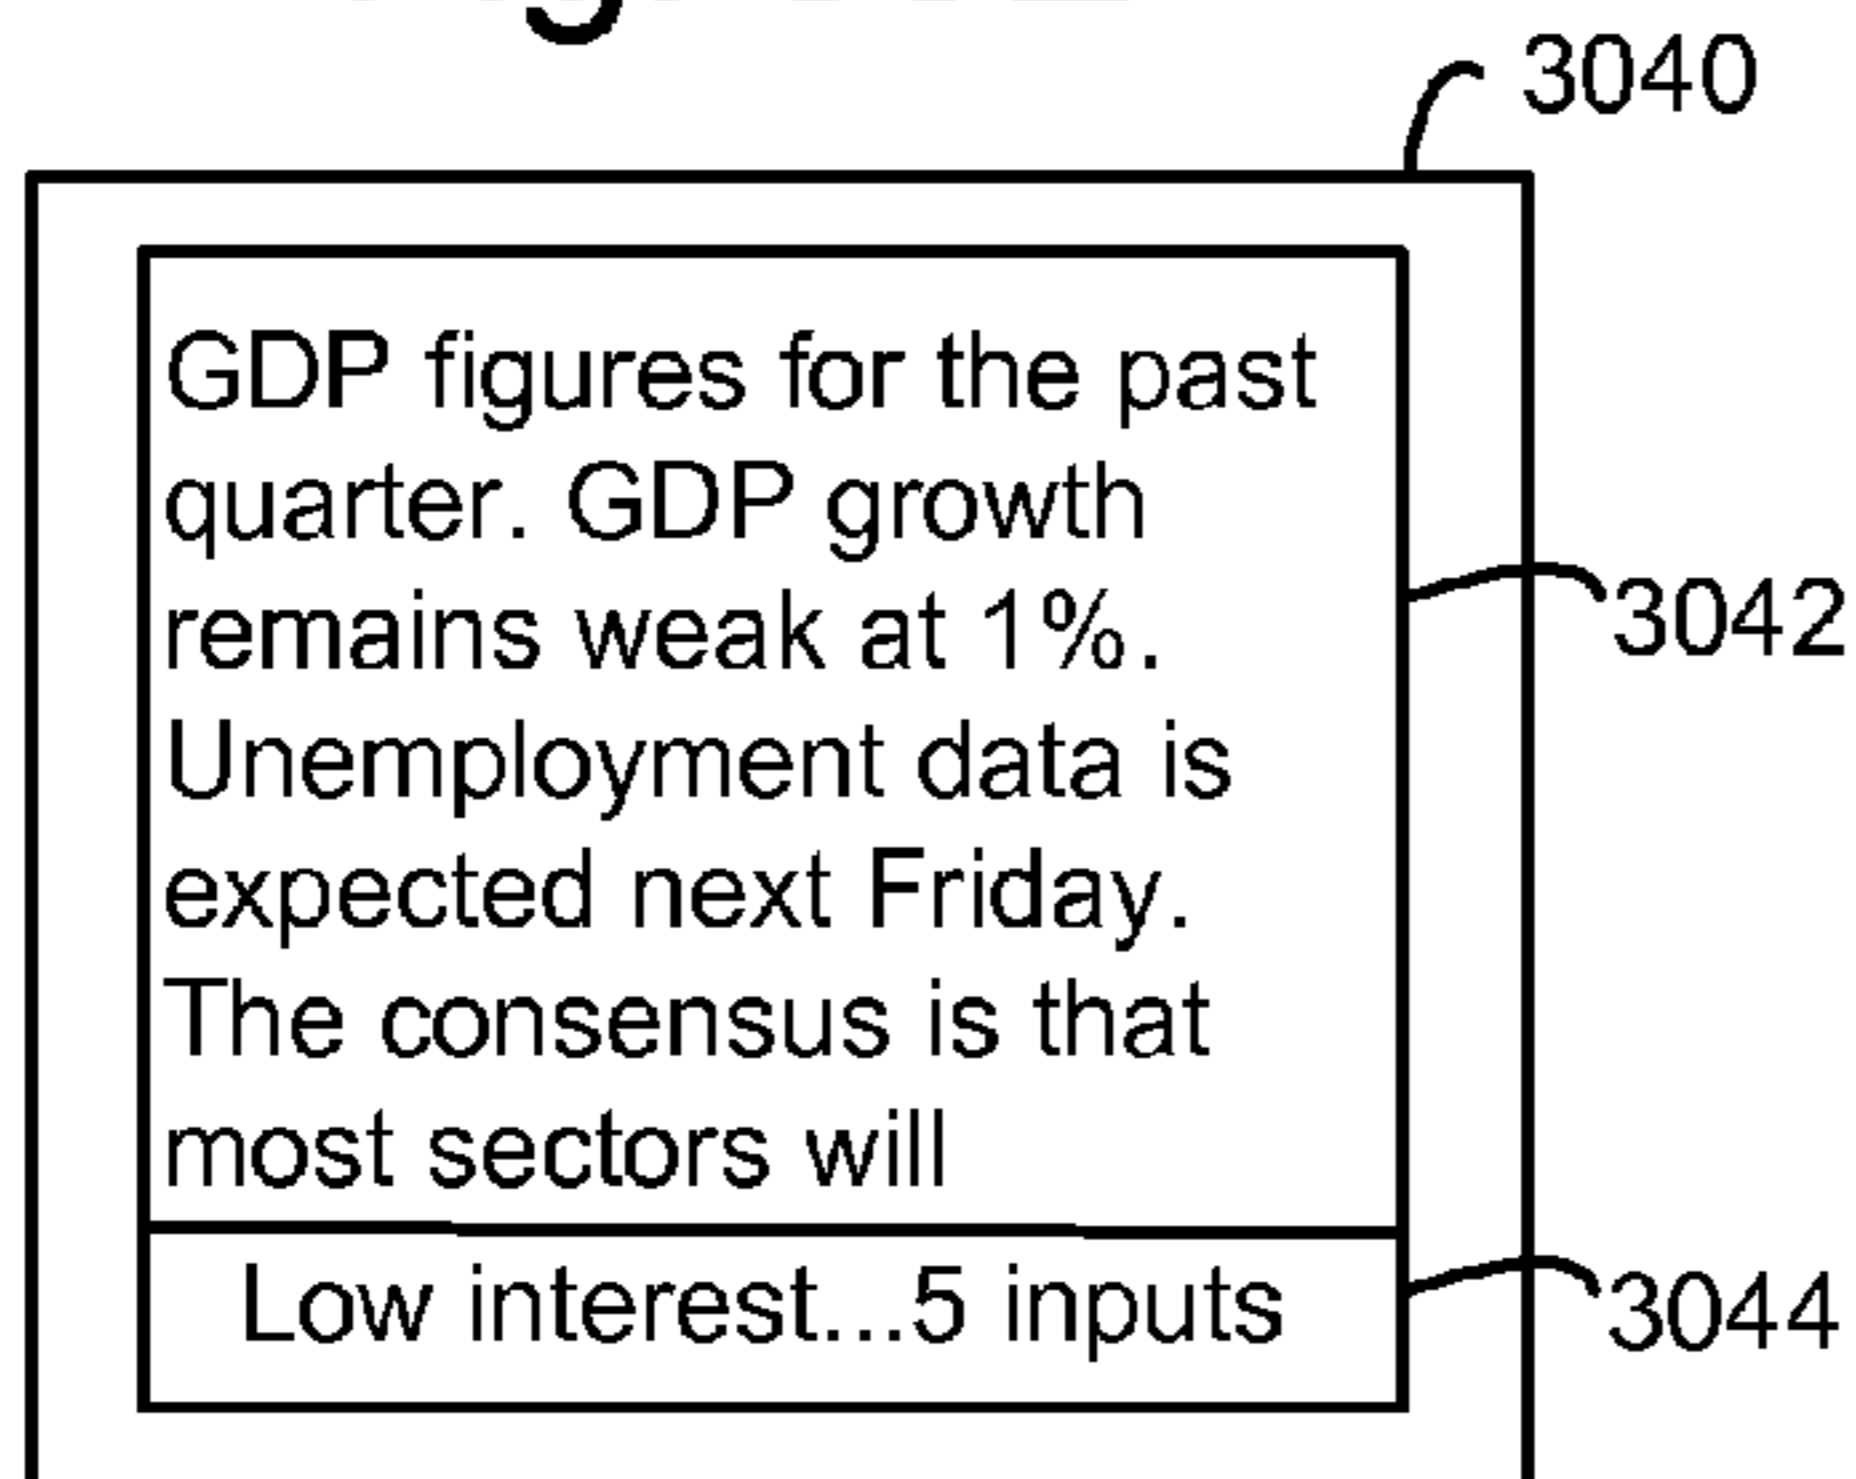 3040
GDP figures for the past
quarter. GDP growth
remains weak at 1%.
3042
Unemployment data is
expected next Friday.
The consensus is that
most sectors will
Low interest...5 inputs
3044